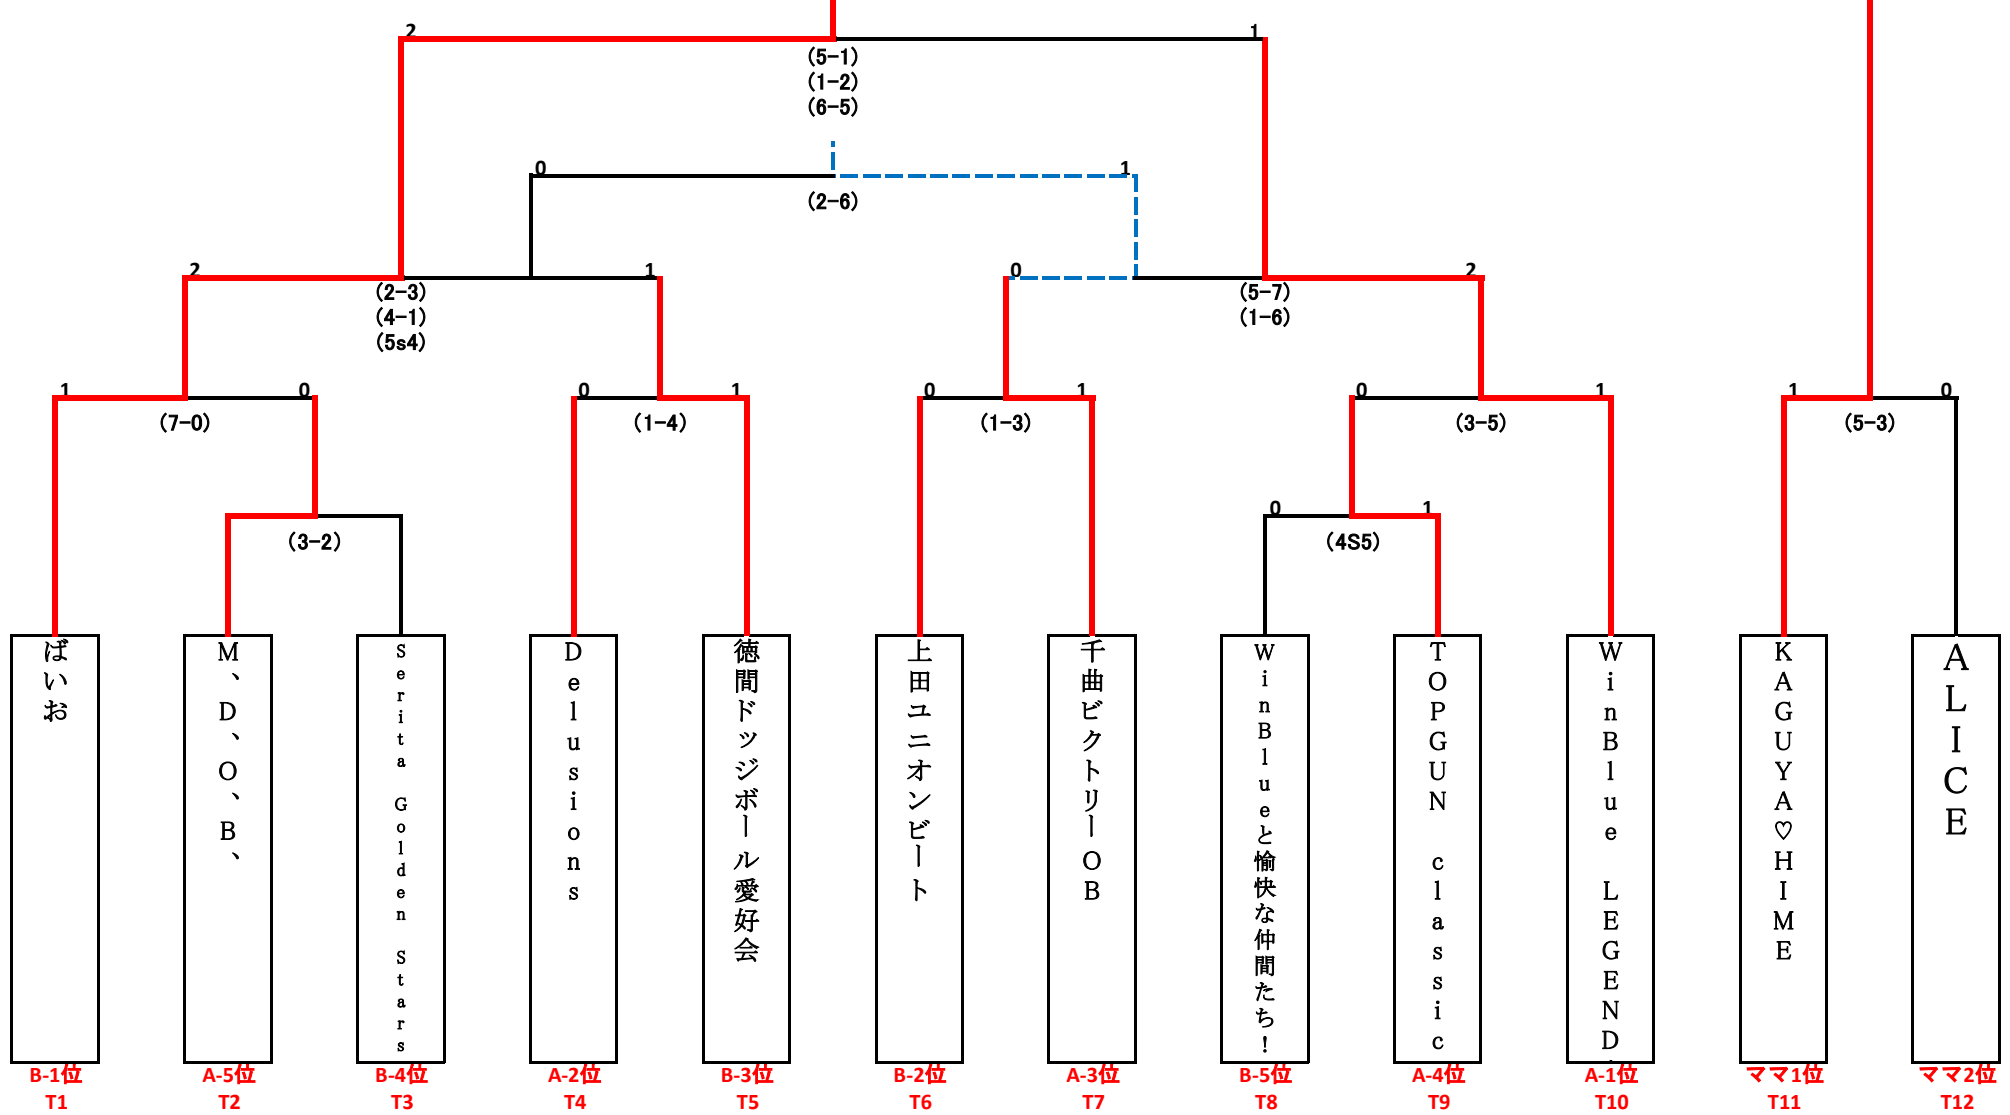 2 1
(5-1)
(1-2)
(6-5)
0 1
(2-6)
2 1 0 2
(2-3) (5-7)
(4-1) (1-6)
(5s4)
1 0 0 1 0 1 0 1 1 0
(7-0) (1-4) (1-3) (3-5) (5-3)
0 1
(3-2) (4S5)
ばいお
M、D、O、B、
Serita Golden Stars
Delusions
徳間ドッジボール愛好会
上田ユニオンビート
千曲ビクトリーOB
WinBlueと愉快な仲間たち!
TOPGUN classic
WinBlue LEGEND
KAGUYA♡HIME
ALICE
B-1位 A-5位 B-4位 A-2位 B-3位 B-2位 A-3位 B-5位 A-4位 A-1位 ママ1位 ママ2位
T1 T2 T3 T4 T5 T6 T7 T8 T9 T10 T11 T12